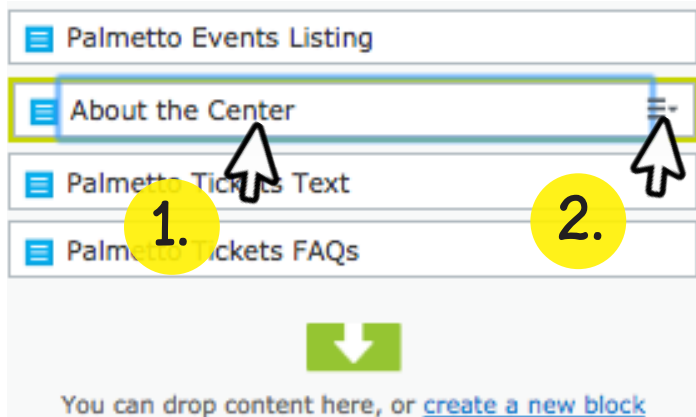 Palmetto Events Listing
About the Center
Palmetto Tickets Text
1.
2.
Palmetto Tickets FAQs
You can drop content here, or create a new block